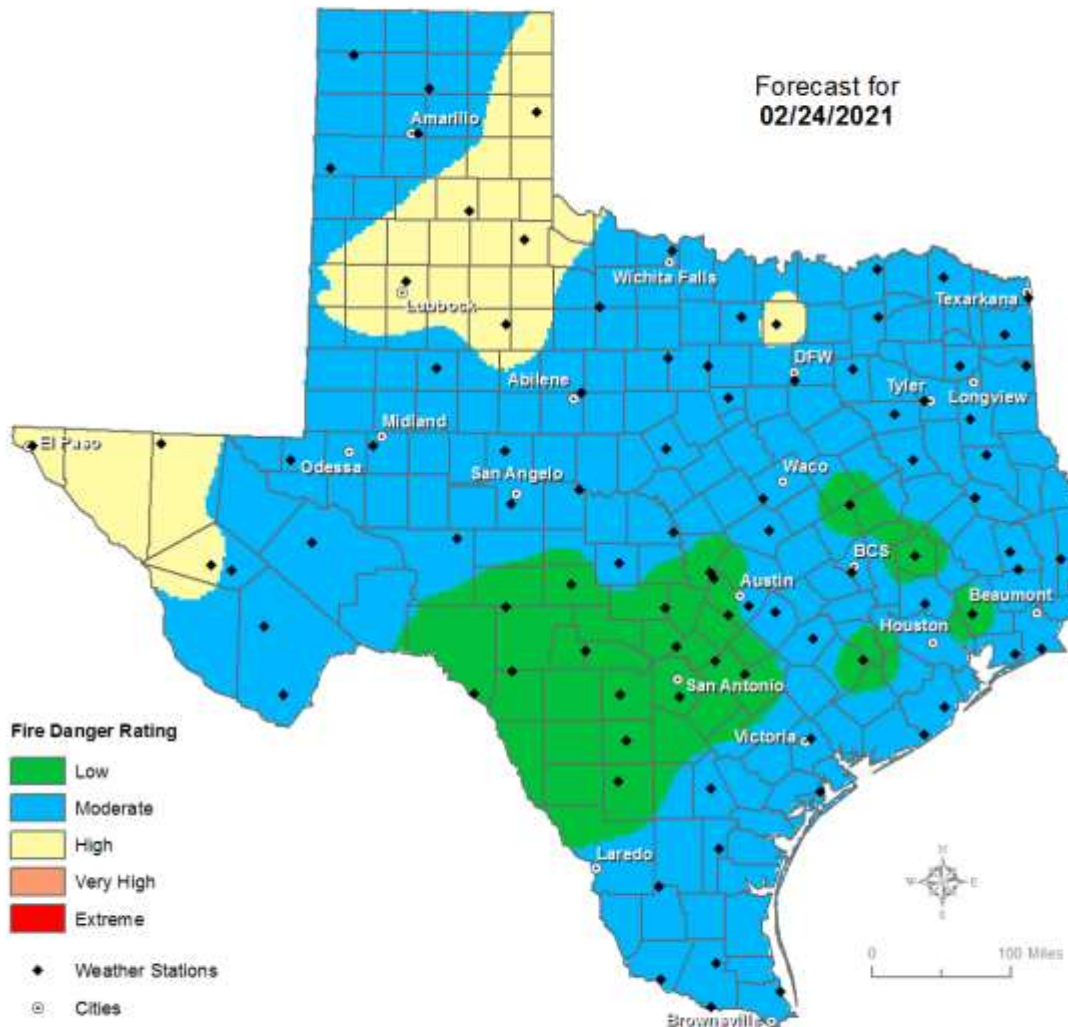 Forecast for
02/24/2021
Amarillo
Wichita Falls
Lubbock
Texarkana
DFW
Abilene
Tyler
Longview
Midland
El Paso
Odessa
Waco
San Angelo
BCS
Austin
Beaumont
Houston
San Antonio
Victoria
Laredo
Brownsville
Fire Danger Rating
Low
Moderate
High
Very High
Extreme
Weather Stations
Cities
N
W
E
S
0
100 Miles